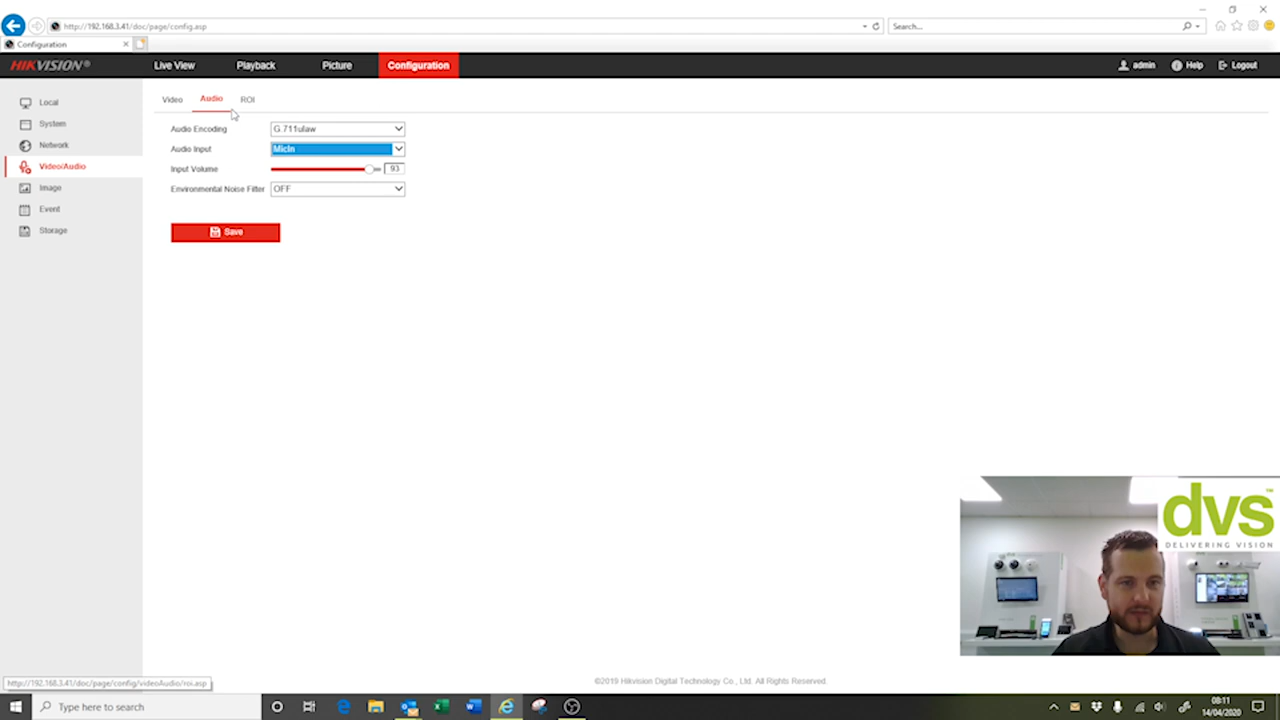 http://192.168.3.41/doc/page/config.asp
Search...
Configuration
HIKVISION®
Live View
Playback
Picture
Configuration
admin
Help
Logout
Local
System
Network
Video/Audio
Image
Event
Storage
Video
Audio
ROI
Audio Encoding
G.711ulaw
Audio Input
MicIn
Input Volume
93
Environmental Noise Filter
OFF
Save
dvs™
DELIVERING VISION
http://192.168.3.41/doc/page/config/videoAudio/roi.asp
©2019 Hikvision Digital Technology Co., Ltd. All Rights Reserved.
Type here to search
08:11
14/04/2020